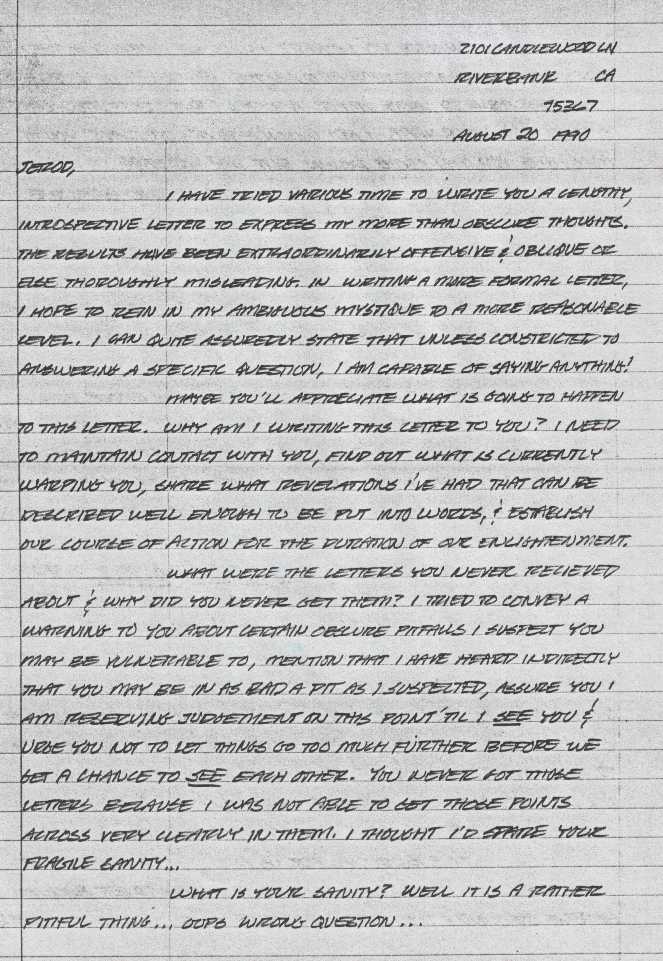 2101 CANDLEWOOD LN
RIVERBANK CA
95367
AUGUST 20 1990
JEROD,
I HAVE TRIED VARIOUS TIME TO WRITE YOU A LENGTHY,
INTROSPECTIVE LETTER TO EXPRESS MY MORE THAN OBSCURE THOUGHTS.
THE RESULTS HAVE BEEN EXTRAORDINARILY OFFENSIVE & OBLIQUE OR
ELSE THOROUGHLY MISLEADING. IN WRITING A MORE FORMAL LETTER,
I HOPE TO REIN IN MY AMBIGUOUS MYSTIQUE TO A MORE REASONABLE
LEVEL. I CAN QUITE ASSUREDLY STATE THAT UNLESS CONSTRICTED TO
ANSWERING A SPECIFIC QUESTION, I AM CAPABLE OF SAYING ANYTHING!
MAYBE YOU'LL APPRECIATE WHAT IS GOING TO HAPPEN
TO THIS LETTER. WHY AM I WRITING THIS LETTER TO YOU? I NEED
TO MAINTAIN CONTACT WITH YOU, FIND OUT WHAT IS CURRENTLY
WARPING YOU, SHARE WHAT REVELATIONS I'VE HAD THAT CAN BE
DESCRIBED WELL ENOUGH TO BE PUT INTO WORDS, & ESTABLISH
OUR COURSE OF ACTION FOR THE DURATION OF OUR ENLIGHTENMENT.
WHAT WERE THE LETTERS YOU NEVER RECIEVED
ABOUT & WHY DID YOU NEVER GET THEM? I TRIED TO CONVEY A
WARNING TO YOU ABOUT CERTAIN OBSCURE PITFALLS I SUSPECT YOU
MAY BE VULNERABLE TO, MENTION THAT I HAVE HEARD INDIRECTLY
THAT YOU MAY BE IN AS BAD A PIT AS I SUSPECTED, ASSURE YOU I
AM RESERVING JUDGEMENT ON THIS POINT 'TIL I SEE YOU &
URGE YOU NOT TO LET THINGS GO TOO MUCH FURTHER BEFORE WE
GET A CHANCE TO SEE EACH OTHER. YOU NEVER GOT THOSE
LETTERS BECAUSE I WAS NOT ABLE TO GET THOSE POINTS
ACROSS VERY CLEARLY IN THEM. I THOUGHT I'D SPARE YOUR
FRAGILE SANITY...
WHAT IS YOUR SANITY? WELL IT IS A RATHER
PITIFUL THING... OOPS WRONG QUESTION...